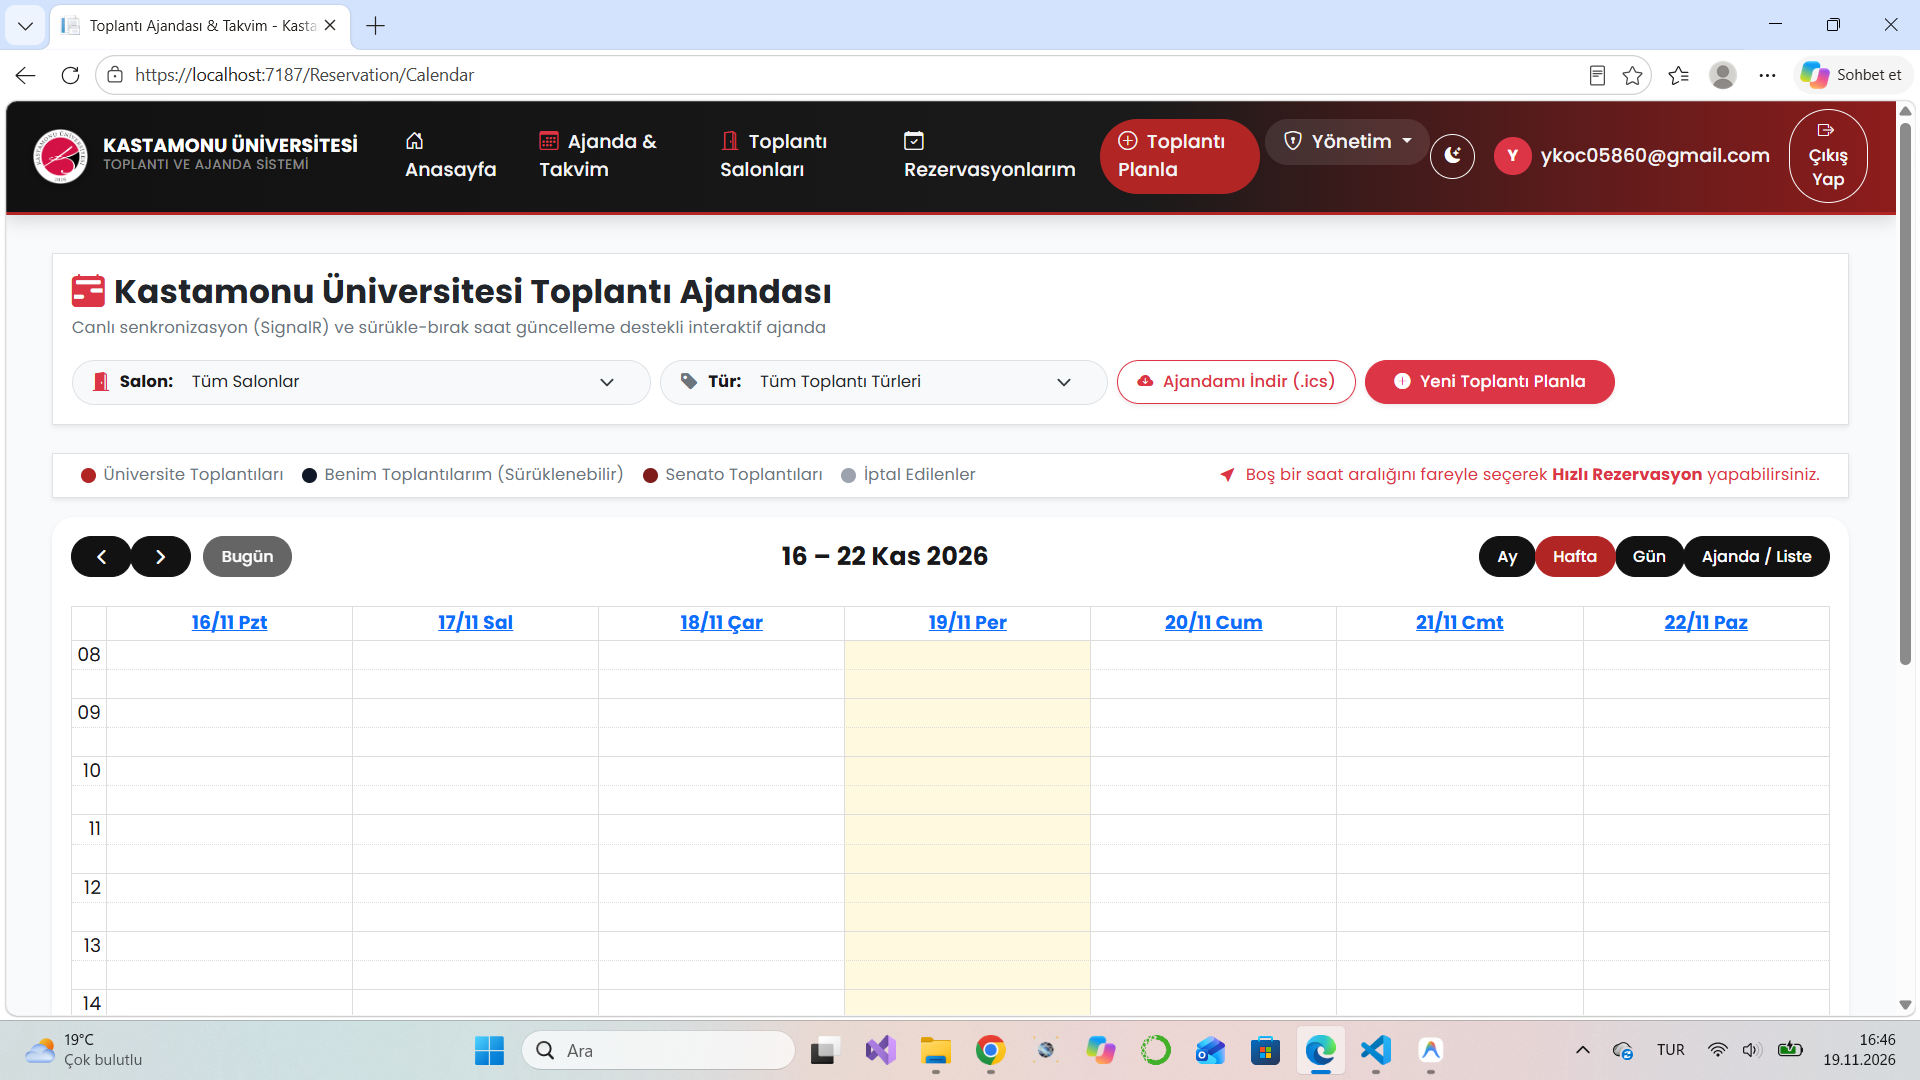 Toplantı Ajandası & Takvim - Kasta
https://localhost:7187/Reservation/Calendar
Sohbet et
KASTAMONU ÜNİVERSİTESİ
TOPLANTI VE AJANDA SİSTEMİ
Anasayfa
Ajanda &
Takvim
Toplantı
Salonları
Rezervasyonlarım
Toplantı
Planla
Yönetim
Y
ykoc05860@gmail.com
Çıkış
Yap
Kastamonu Üniversitesi Toplantı Ajandası
Canlı senkronizasyon (SignalR) ve sürükle-bırak saat güncelleme destekli interaktif ajanda
Salon: Tüm Salonlar
Tür: Tüm Toplantı Türleri
Ajandamı İndir (.ics)
Yeni Toplantı Planla
Üniversite Toplantıları
Benim Toplantılarım (Sürüklenebilir)
Senato Toplantıları
İptal Edilenler
Boş bir saat aralığını fareyle seçerek Hızlı Rezervasyon yapabilirsiniz.
Bugün
16 – 22 Kas 2026
Ay
Hafta
Gün
Ajanda / Liste
16/11 Pzt
17/11 Sal
18/11 Çar
19/11 Per
20/11 Cum
21/11 Cmt
22/11 Paz
08
09
10
11
12
13
14
19°C
Çok bulutlu
Ara
TUR
16:46
19.11.2026